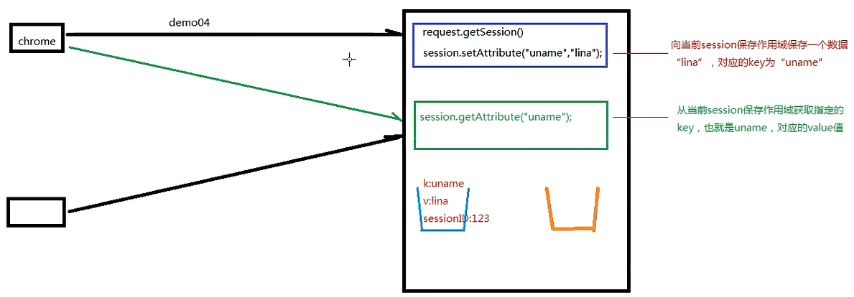 demo04
chrome
request.getSession()
session.setAttribute("uname","lina");
向当前session保存作用域保存一个数据
“lina”，对应的key为“uname”
session.getAttribute("uname");
从当前session保存作用域获取指定的
key，也就是uname，对应的value值
k:uname
v:lina
sessionID:123